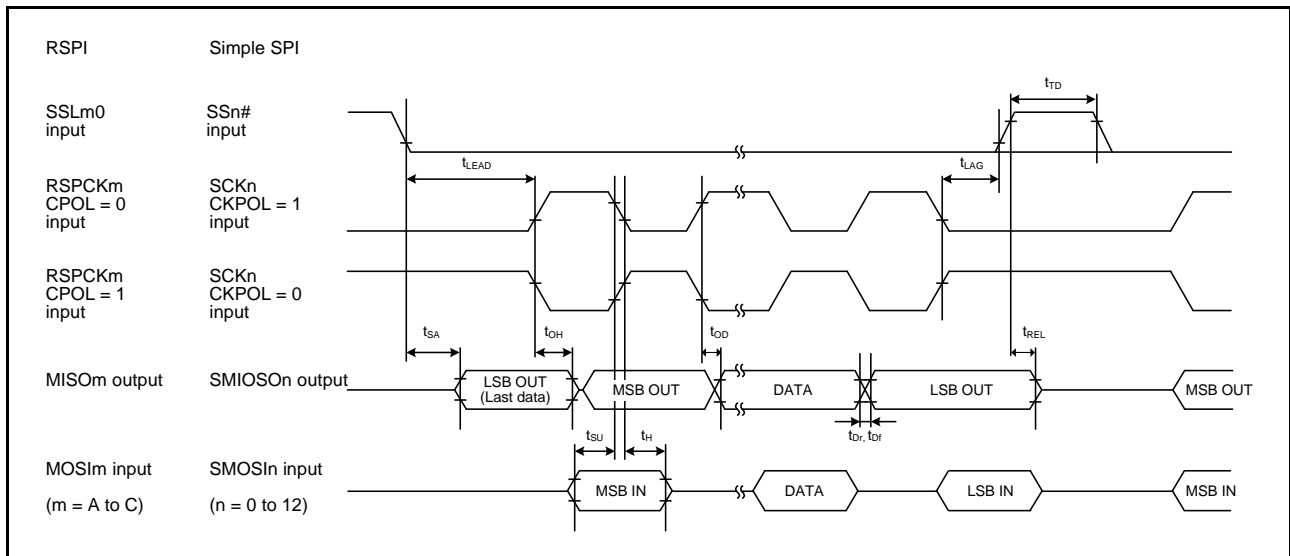 RSPI Simple SPI
SSLm0 input SSn# input
tTD
tLEAD tLAG
RSPCKm CPOL = 0 input SCKn CKPOL = 1 input
RSPCKm CPOL = 1 input SCKn CKPOL = 0 input
tSA tOH tOD tREL
MISOm output SMIOSOn output LSB OUT (Last data) MSB OUT DATA LSB OUT MSB OUT
tSU tH tDr, tDf
MOSIm input SMOSIn input MSB IN DATA LSB IN MSB IN
(m = A to C) (n = 0 to 12)